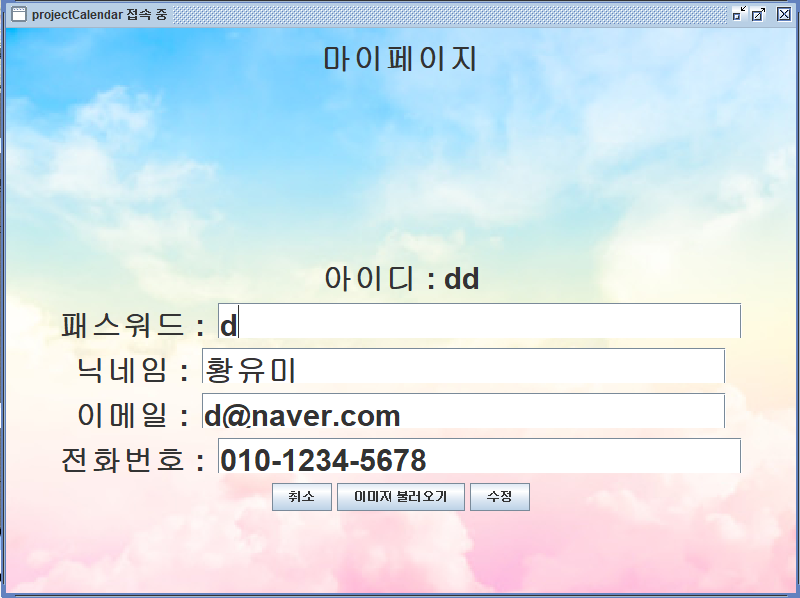 projectCalendar 접속 중
마이페이지
아이디 : dd
패스워드 : d
닉네임 : 황유미
이메일 : d@naver.com
전화번호 : 010-1234-5678
취소 이미지 불러오기 수정